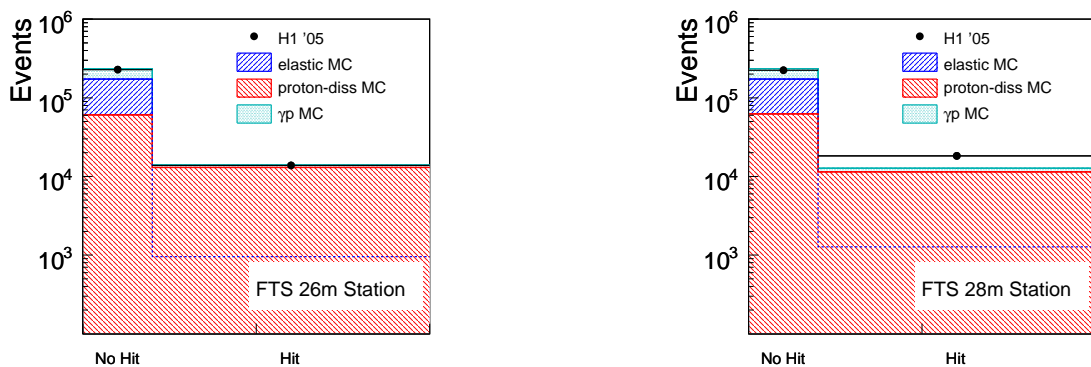 Events
10^6
10^5
10^4
10^3
H1 '05
elastic MC
proton-diss MC
γp MC
FTS 26m Station
No Hit
Hit
Events
10^6
10^5
10^4
10^3
H1 '05
elastic MC
proton-diss MC
γp MC
FTS 28m Station
No Hit
Hit